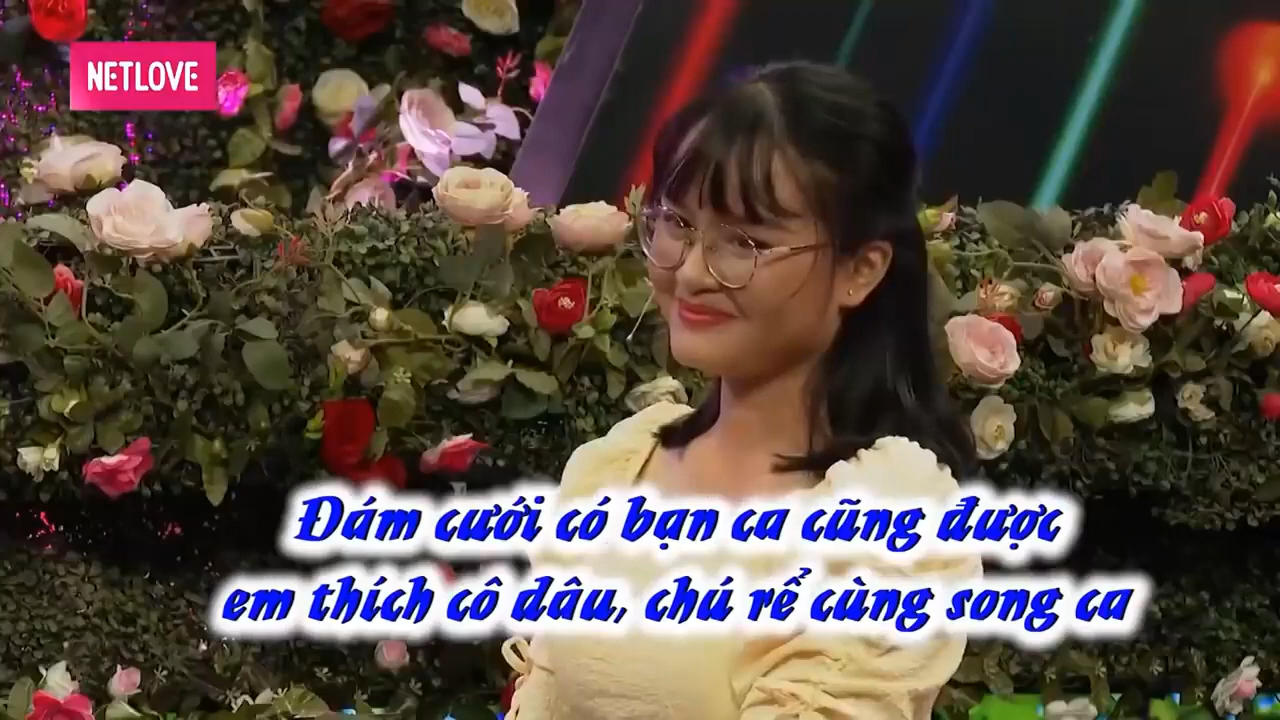 NETLOVE
Đám cưới có bạn ca cũng được
em thích cô dâu, chú rể cùng song ca